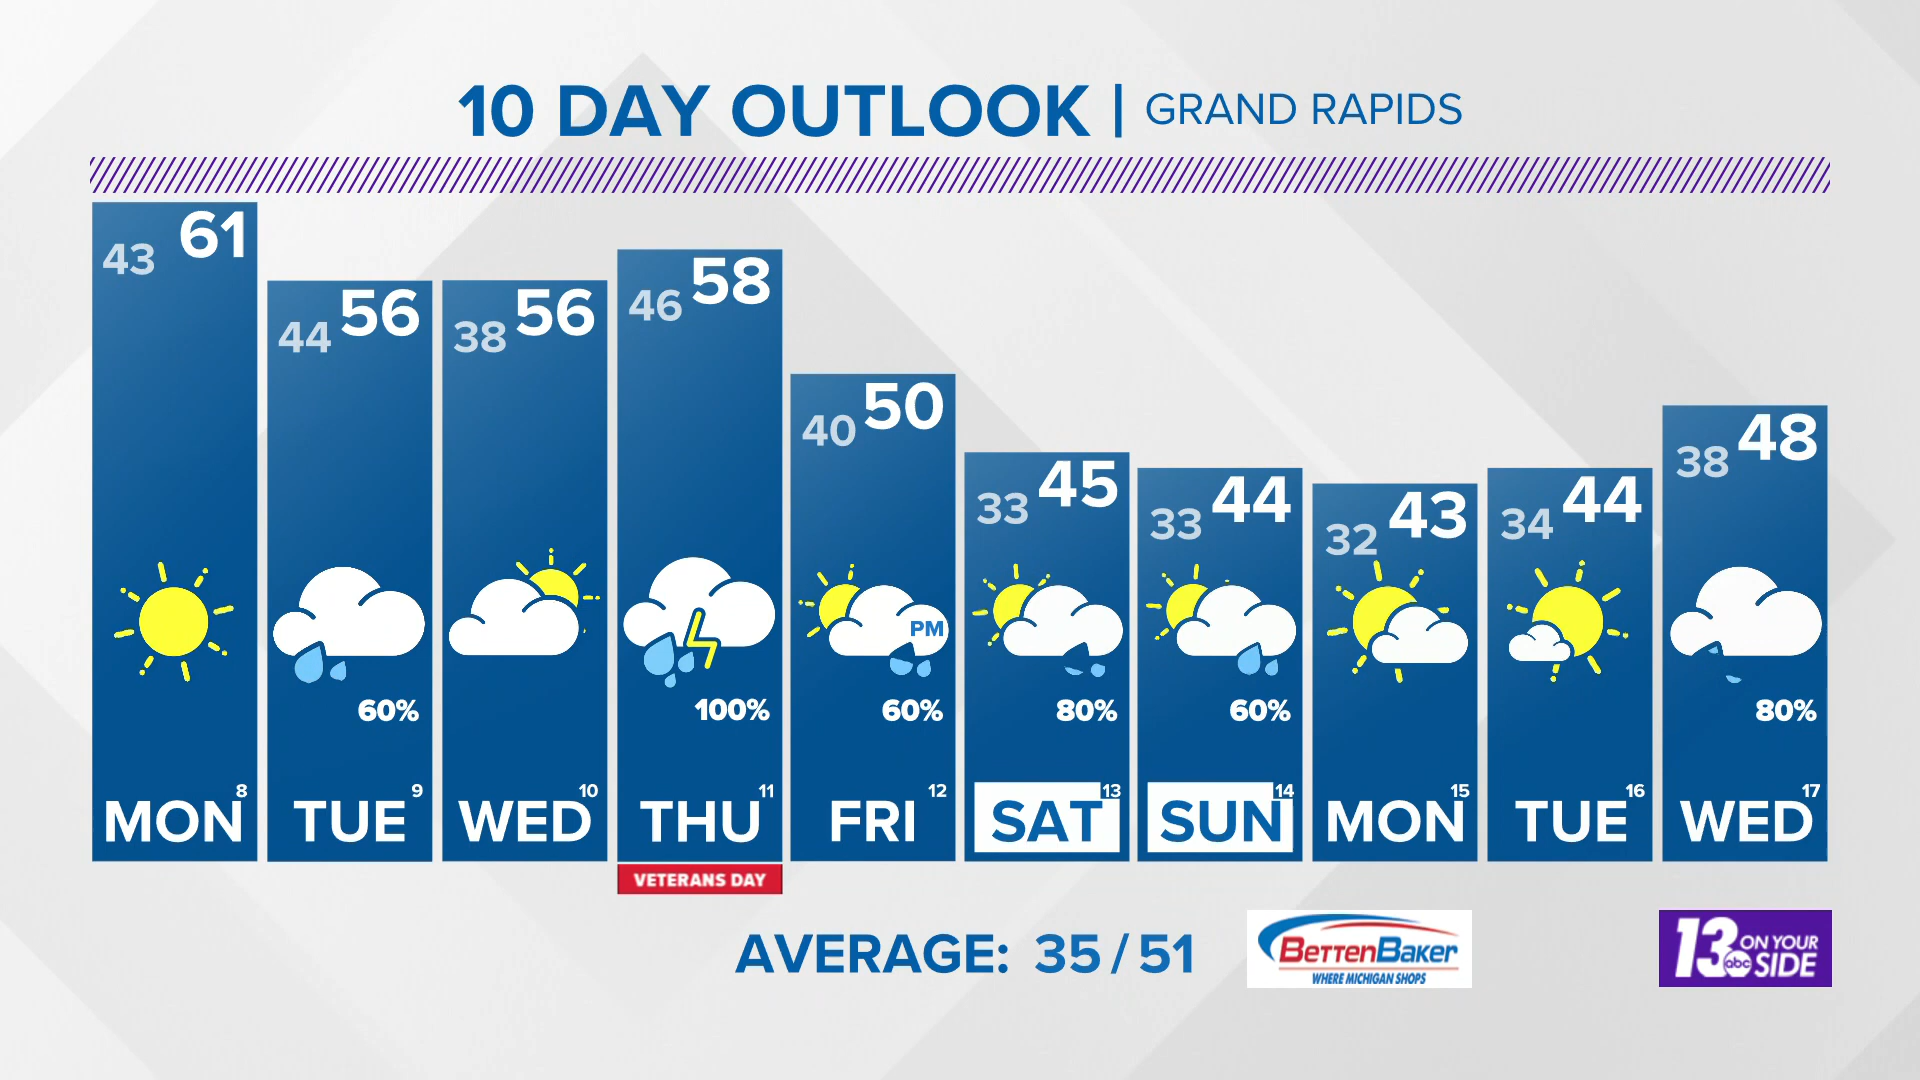 10 DAY OUTLOOK | GRAND RAPIDS
43 61
44 56
38 56
46 58
40 50
33 45
33 44
32 43
34 44
38 48
PM
60%
100%
60%
80%
60%
80%
MON 8
TUE 9
WED 10
THU 11
FRI 12
SAT 13
SUN 14
MON 15
TUE 16
WED 17
VETERANS DAY
AVERAGE: 35 / 51
BettenBaker
WHERE MICHIGAN SHOPS
13 ON YOUR
abc SIDE